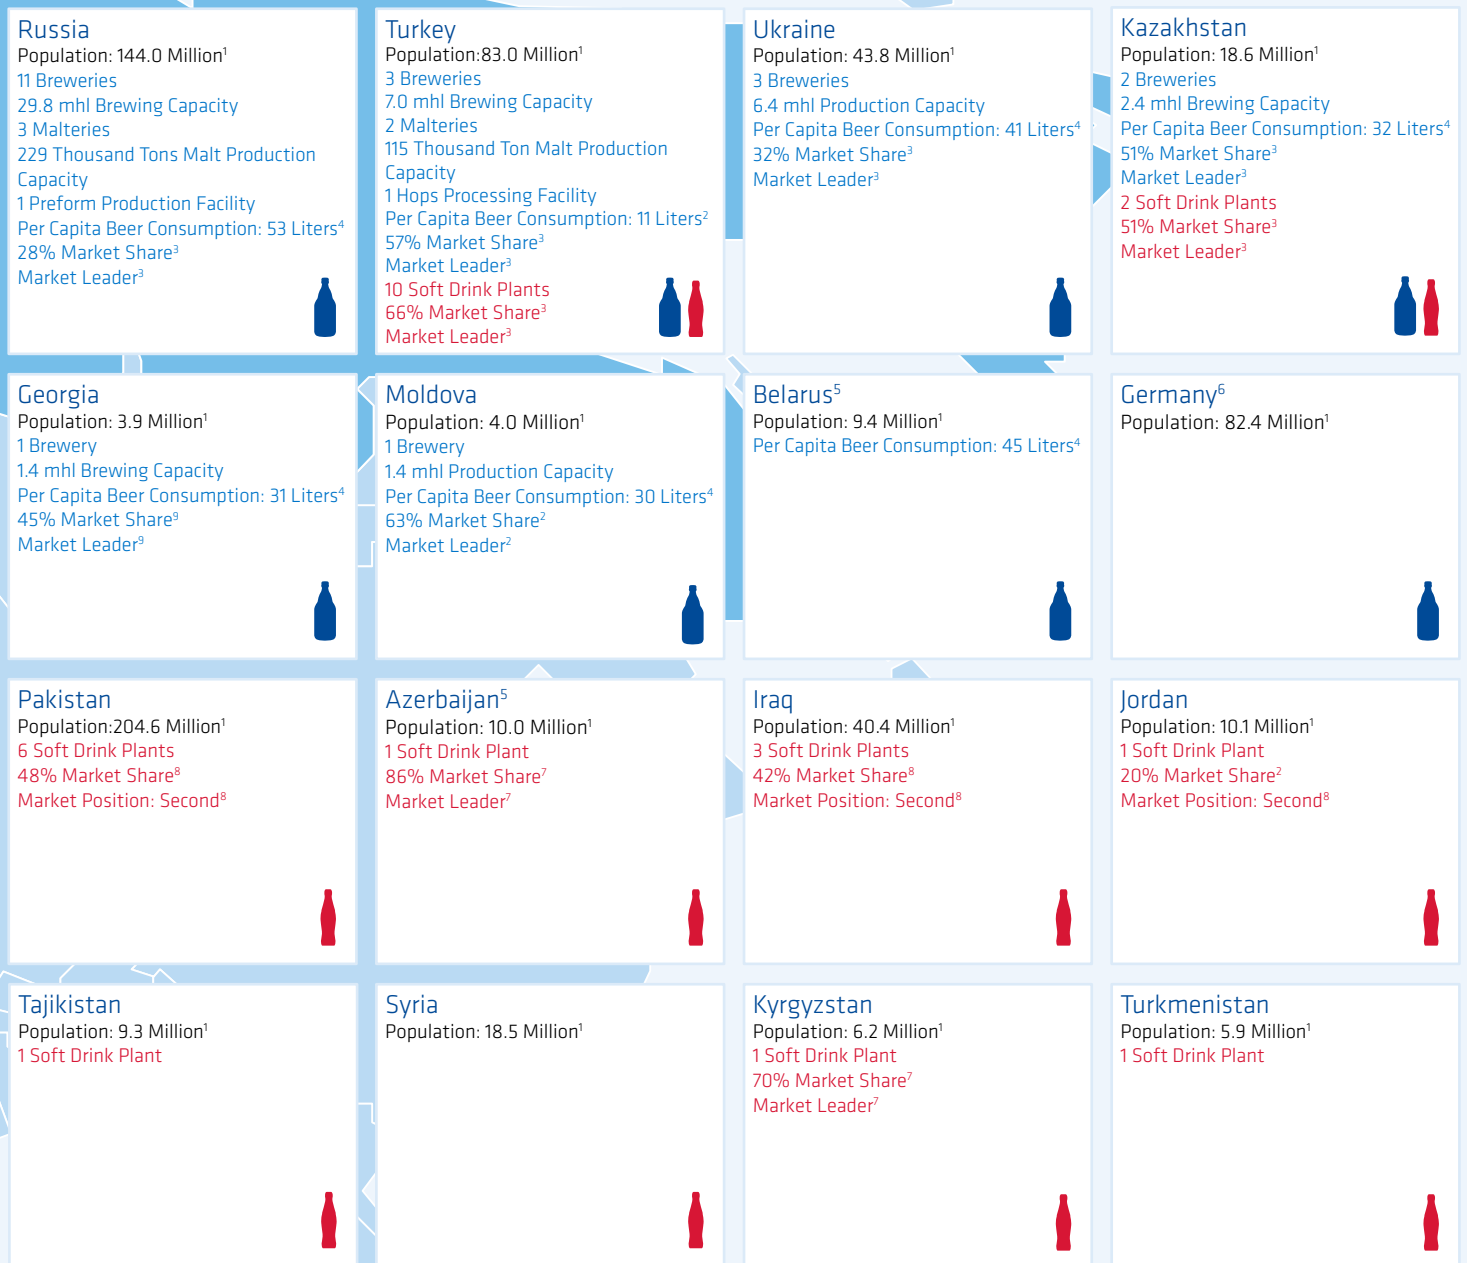 Russia
Population: 144.0 Million¹
11 Breweries
29.8 mhl Brewing Capacity
3 Malteries
229 Thousand Tons Malt Production
Capacity
1 Preform Production Facility
Per Capita Beer Consumption: 53 Liters⁴
28% Market Share³
Market Leader³
Turkey
Population:83.0 Million¹
3 Breweries
7.0 mhl Brewing Capacity
2 Malteries
115 Thousand Ton Malt Production
Capacity
1 Hops Processing Facility
Per Capita Beer Consumption: 11 Liters²
57% Market Share³
Market Leader³
10 Soft Drink Plants
66% Market Share³
Market Leader³
Ukraine
Population: 43.8 Million¹
3 Breweries
6.4 mhl Production Capacity
Per Capita Beer Consumption: 41 Liters⁴
32% Market Share³
Market Leader³
Kazakhstan
Population: 18.6 Million¹
2 Breweries
2.4 mhl Brewing Capacity
Per Capita Beer Consumption: 32 Liters⁴
51% Market Share³
Market Leader³
2 Soft Drink Plants
51% Market Share³
Market Leader³
Georgia
Population: 3.9 Million¹
1 Brewery
1.4 mhl Brewing Capacity
Per Capita Beer Consumption: 31 Liters⁴
45% Market Share⁹
Market Leader⁹
Moldova
Population: 4.0 Million¹
1 Brewery
1.4 mhl Production Capacity
Per Capita Beer Consumption: 30 Liters⁴
63% Market Share²
Market Leader²
Belarus⁵
Population: 9.4 Million¹
Per Capita Beer Consumption: 45 Liters⁴
Germany⁶
Population: 82.4 Million¹
Pakistan
Population:204.6 Million¹
6 Soft Drink Plants
48% Market Share⁸
Market Position: Second⁸
Azerbaijan⁵
Population: 10.0 Million¹
1 Soft Drink Plant
86% Market Share⁷
Market Leader⁷
Iraq
Population: 40.4 Million¹
3 Soft Drink Plants
42% Market Share⁸
Market Position: Second⁸
Jordan
Population: 10.1 Million¹
1 Soft Drink Plant
20% Market Share²
Market Position: Second⁸
Tajikistan
Population: 9.3 Million¹
1 Soft Drink Plant
Syria
Population: 18.5 Million¹
Kyrgyzstan
Population: 6.2 Million¹
1 Soft Drink Plant
70% Market Share⁷
Market Leader⁷
Turkmenistan
Population: 5.9 Million¹
1 Soft Drink Plant